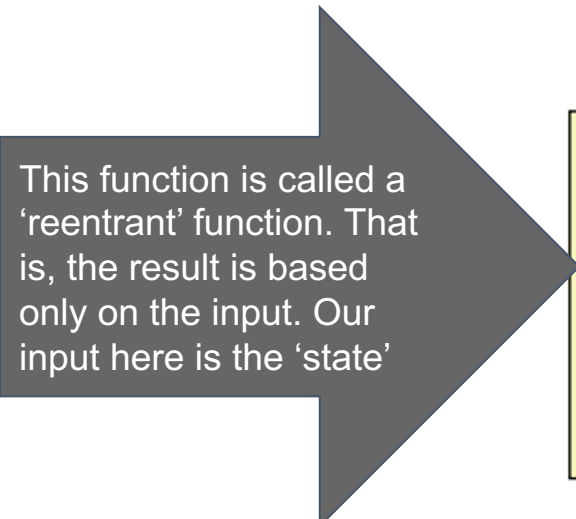 This function is called a
‘reentrant’ function. That
is, the result is based
only on the input. Our
input here is the ‘state’